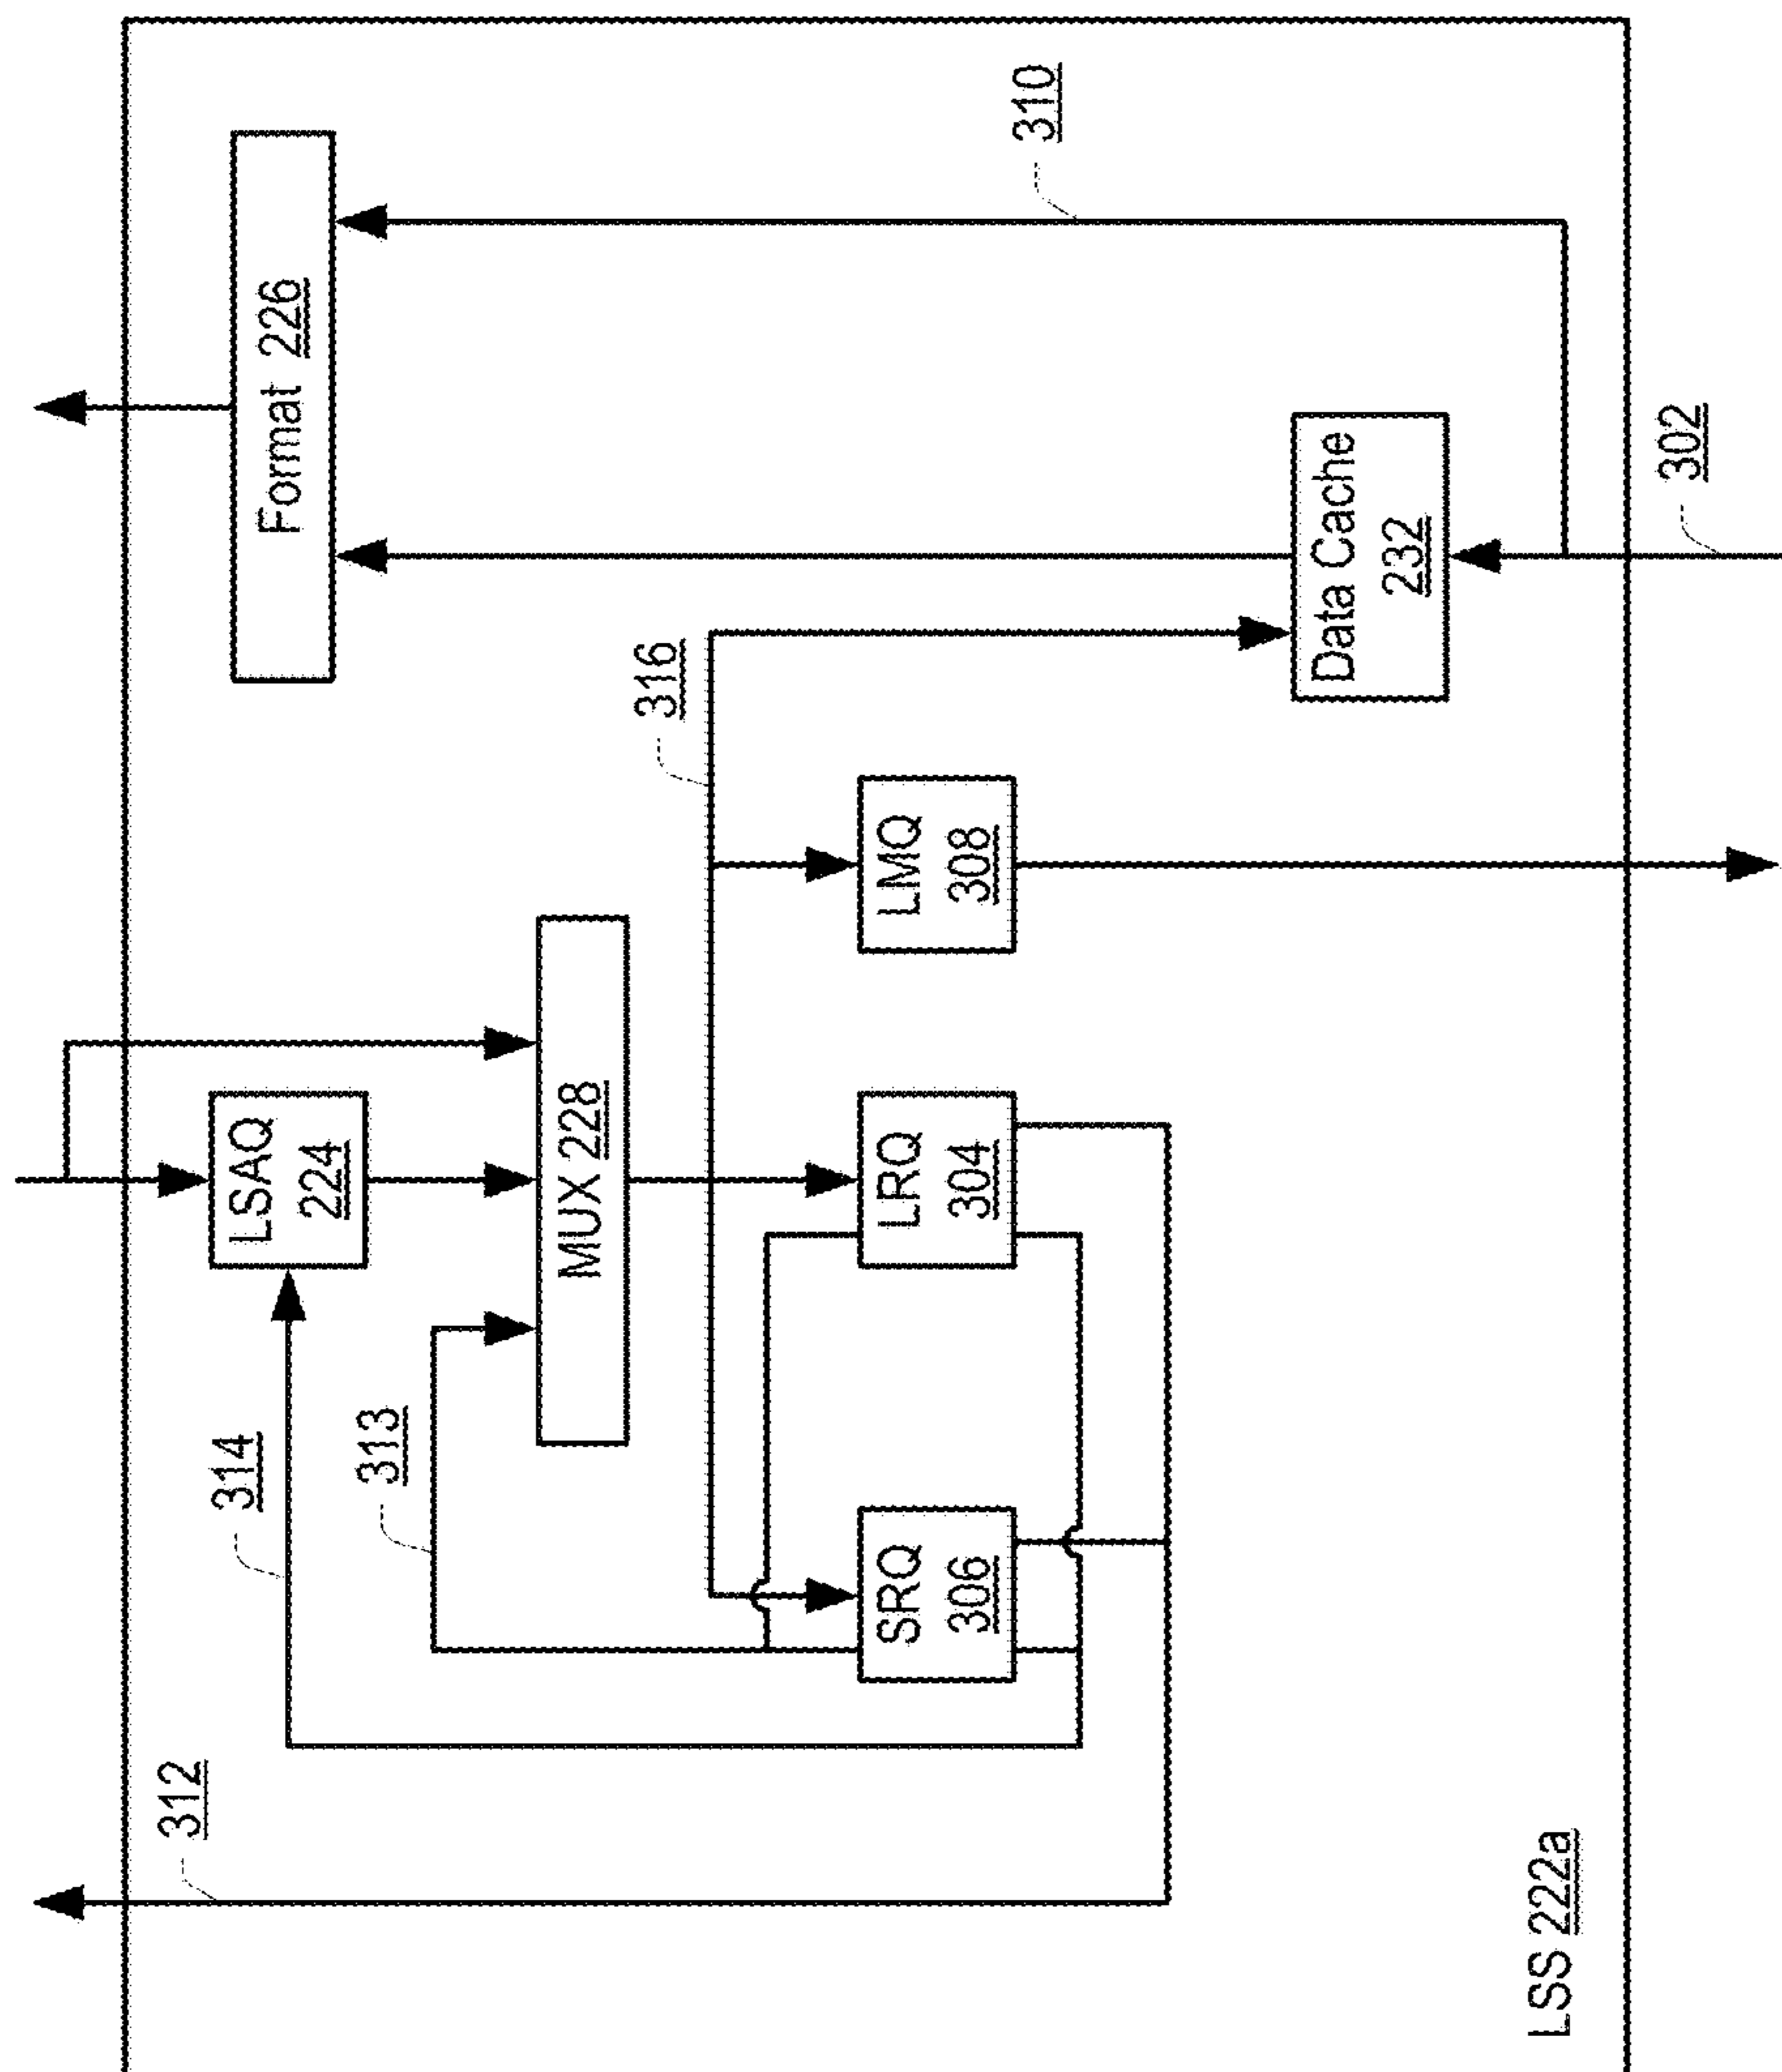 312
314
LSAQ
224
Format 226
313
MUX 228
316
310
SRQ
306
LRQ
304
LMQ
308
Data Cache
232
302
LSS 222a